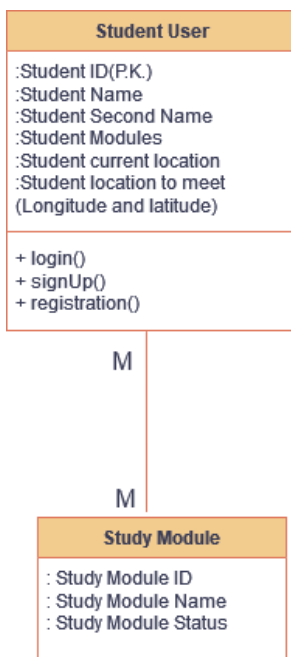 Student User
:Student ID(P.K.)
:Student Name
:Student Second Name
:Student Modules
:Student current location
:Student location to meet
(Longitude and latitude)
+ login()
+ signUp()
+ registration()
M
M
Study Module
: Study Module ID
: Study Module Name
: Study Module Status